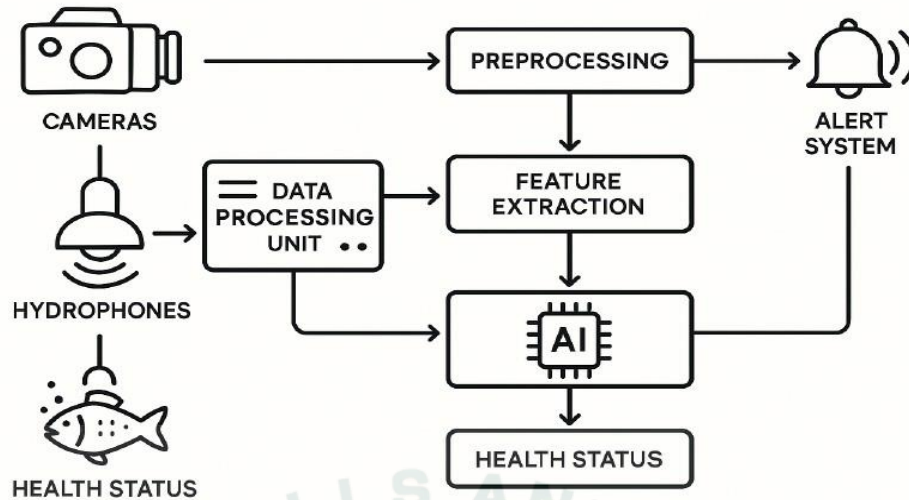 CAMERAS
PREPROCESSING
ALERT
SYSTEM
DATA
PROCESSING
UNIT
FEATURE
EXTRACTION
HYDROPHONES
AI
HEALTH STATUS
HEALTH STATUS